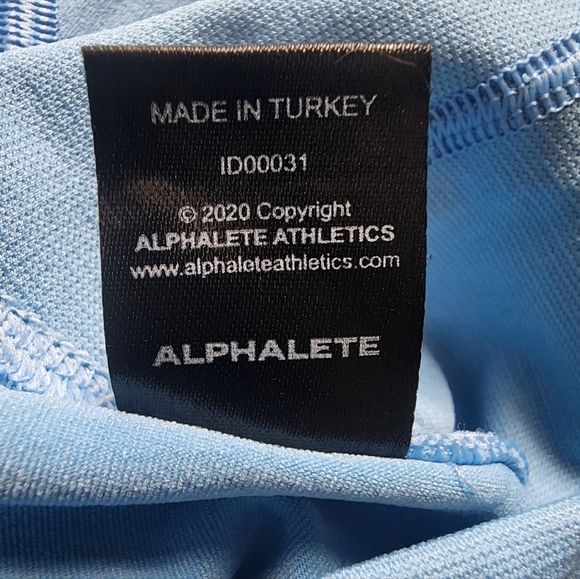 MADE IN TURKEY
ID00031
© 2020 Copyright
ALPHALETE ATHLETICS
www.alphaleteathletics.com
ALPHALETE